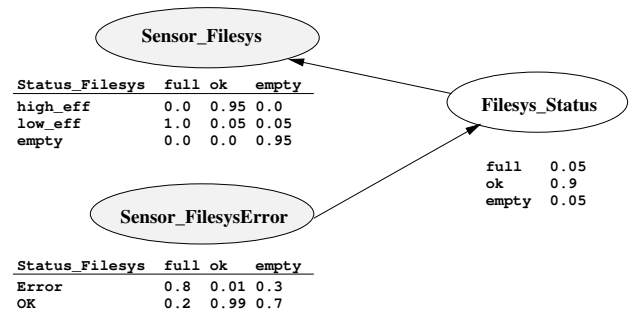 Sensor_Filesys
Status_Filesys full ok empty
high_eff 0.0 0.95 0.0
low_eff 1.0 0.05 0.05
empty 0.0 0.0 0.95
Filesys_Status
full 0.05
ok 0.9
empty 0.05
Sensor_FilesysError
Status_Filesys full ok empty
Error 0.8 0.01 0.3
OK 0.2 0.99 0.7